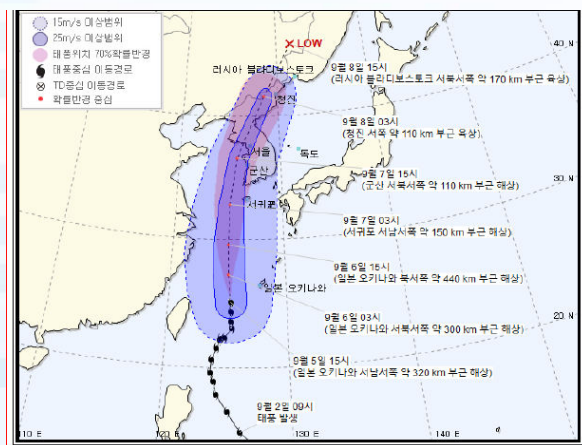 15m/s 예상범위
25m/s 예상범위
태풍위치 70%확률반경
태풍중심 이동경로
TD중심 이동경로
확률반경 중심
LOW
9월 8일 15시
(러시아 블라디보스토크 서북서쪽 약 170 km 부근 육상)
러시아 블라디보스토크
청진
9월 8일 03시
(청진 서쪽 약 110 km 부근 육상)
서울
독도
군산
9월 7일 15시
(군산 서북서쪽 약 110 km 부근 해상)
30 N
서귀포
9월 7일 03시
(서귀포 서남서쪽 약 150 km 부근 해상)
9월 6일 15시
(일본 오키나와 북서쪽 약 440 km 부근 해상)
일본 오키나와
9월 6일 03시
(일본 오키나와 서북서쪽 약 300 km 부근 해상)
20 N
9월 5일 15시
(일본 오키나와 서남서쪽 약 320 km 부근 해상)
9월 2일 09시
태풍 발생
120 E
130 E
140 E